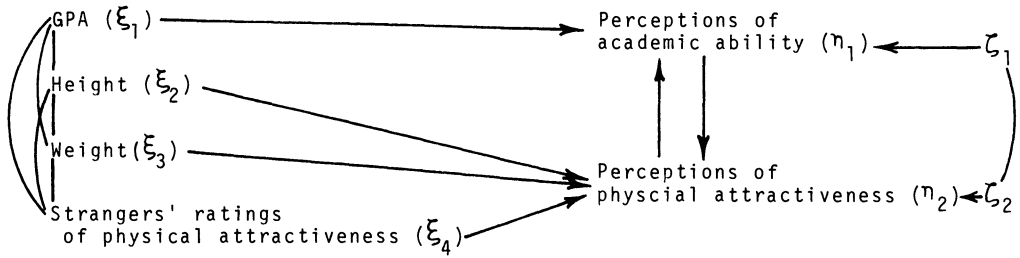 GPA (ξ1)
Perceptions of
academic ability (η1)
ζ1
Height (ξ2)
Weight(ξ3)
Perceptions of
physcial attractiveness (η2)
ζ2
Strangers' ratings
of physical attractiveness (ξ4)